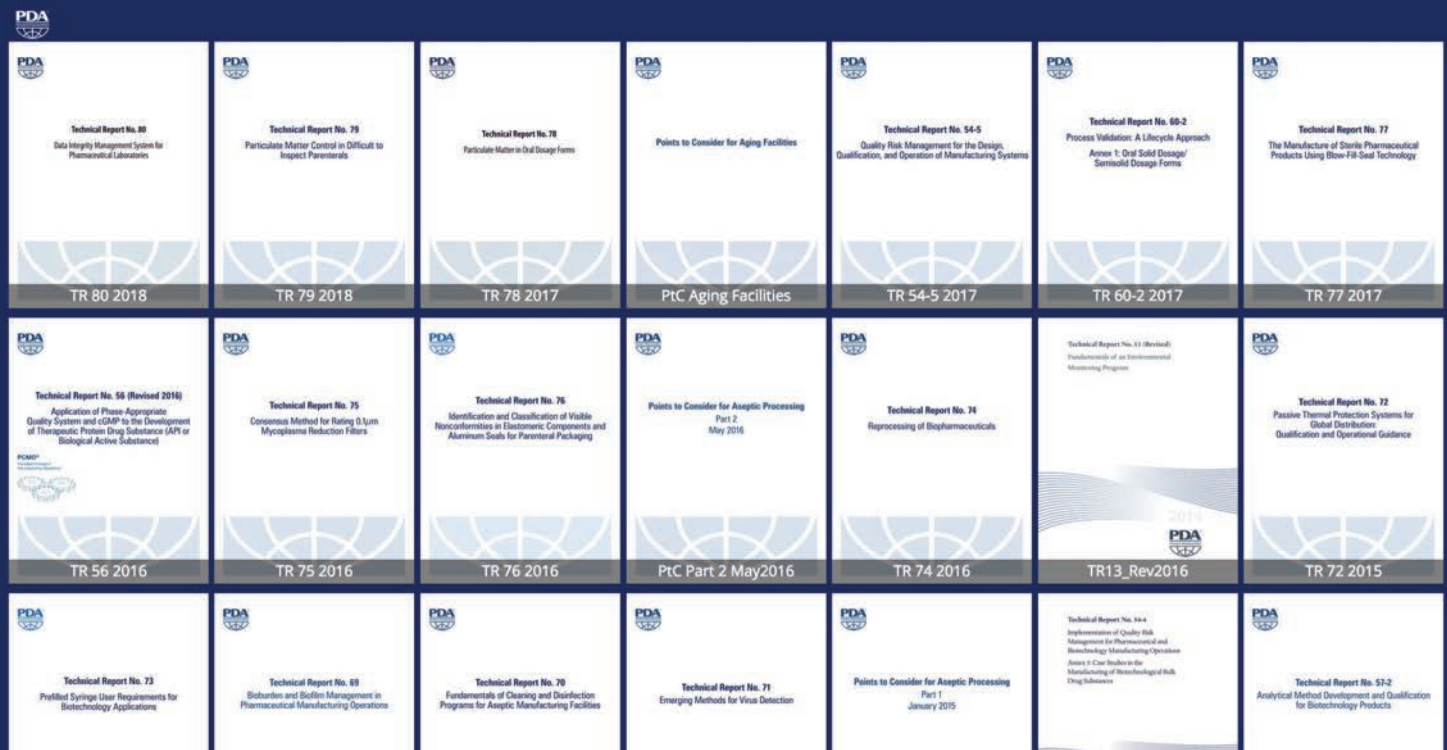 PDA
PDA
Technical Report No. 80
Data Integrity Management System for
Pharmaceutical Laboratories
TR 80 2018
PDA
Technical Report No. 79
Particulate Matter Control in Difficult to
Inspect Parenterals
TR 79 2018
PDA
Technical Report No. 78
Particulate Matter in Oral Dosage Forms
TR 78 2017
PDA
Points to Consider for Aging Facilities
PtC Aging Facilities
PDA
Technical Report No. 54-5
Quality Risk Management for the Design,
Qualification, and Operation of Manufacturing Systems
TR 54-5 2017
PDA
Technical Report No. 60-2
Process Validation: A Lifecycle Approach
Annex 1: Oral Solid Dosage/
Semisolid Dosage Forms
TR 60-2 2017
PDA
Technical Report No. 77
The Manufacture of Sterile Pharmaceutical
Products Using Blow-Fill-Seal Technology
TR 77 2017
PDA
Technical Report No. 56 (Revised 2016)
Application of Phase-Appropriate
Quality System and cGMP to the Development
of Therapeutic Protein Drug Substance (API or
Biological Active Substance)
PCMO®
TR 56 2016
PDA
Technical Report No. 75
Consensus Method for Rating 0.1µm
Mycoplasma Reduction Filters
TR 75 2016
PDA
Technical Report No. 76
Identification and Classification of Visible
Nonconformities in Elastomeric Components and
Aluminum Seals for Parenteral Packaging
TR 76 2016
PDA
Points to Consider for Aseptic Processing
Part 2
May 2016
PtC Part 2 May2016
PDA
Technical Report No. 74
Reprocessing of Biopharmaceuticals
TR 74 2016
Technical Report No. 13 (Revised)
Fundamentals of an Environmental
Monitoring Program
2014
PDA
TR13_Rev2016
PDA
Technical Report No. 72
Passive Thermal Protection Systems for
Global Distribution:
Qualification and Operational Guidance
TR 72 2015
PDA
Technical Report No. 73
Prefilled Syringe User Requirements for
Biotechnology Applications
PDA
Technical Report No. 69
Bioburden and Biofilm Management in
Pharmaceutical Manufacturing Operations
PDA
Technical Report No. 70
Fundamentals of Cleaning and Disinfection
Programs for Aseptic Manufacturing Facilities
PDA
Technical Report No. 71
Emerging Methods for Virus Detection
PDA
Points to Consider for Aseptic Processing
Part 1
January 2015
Technical Report No. 54-4
Implementation of Quality Risk
Management for Pharmaceutical and
Biotechnology Manufacturing Operations
Annex 3: Case Studies in the
Manufacturing of Biotechnological Bulk
Drug Substances
PDA
Technical Report No. 57-2
Analytical Method Development and Qualification
for Biotechnology Products